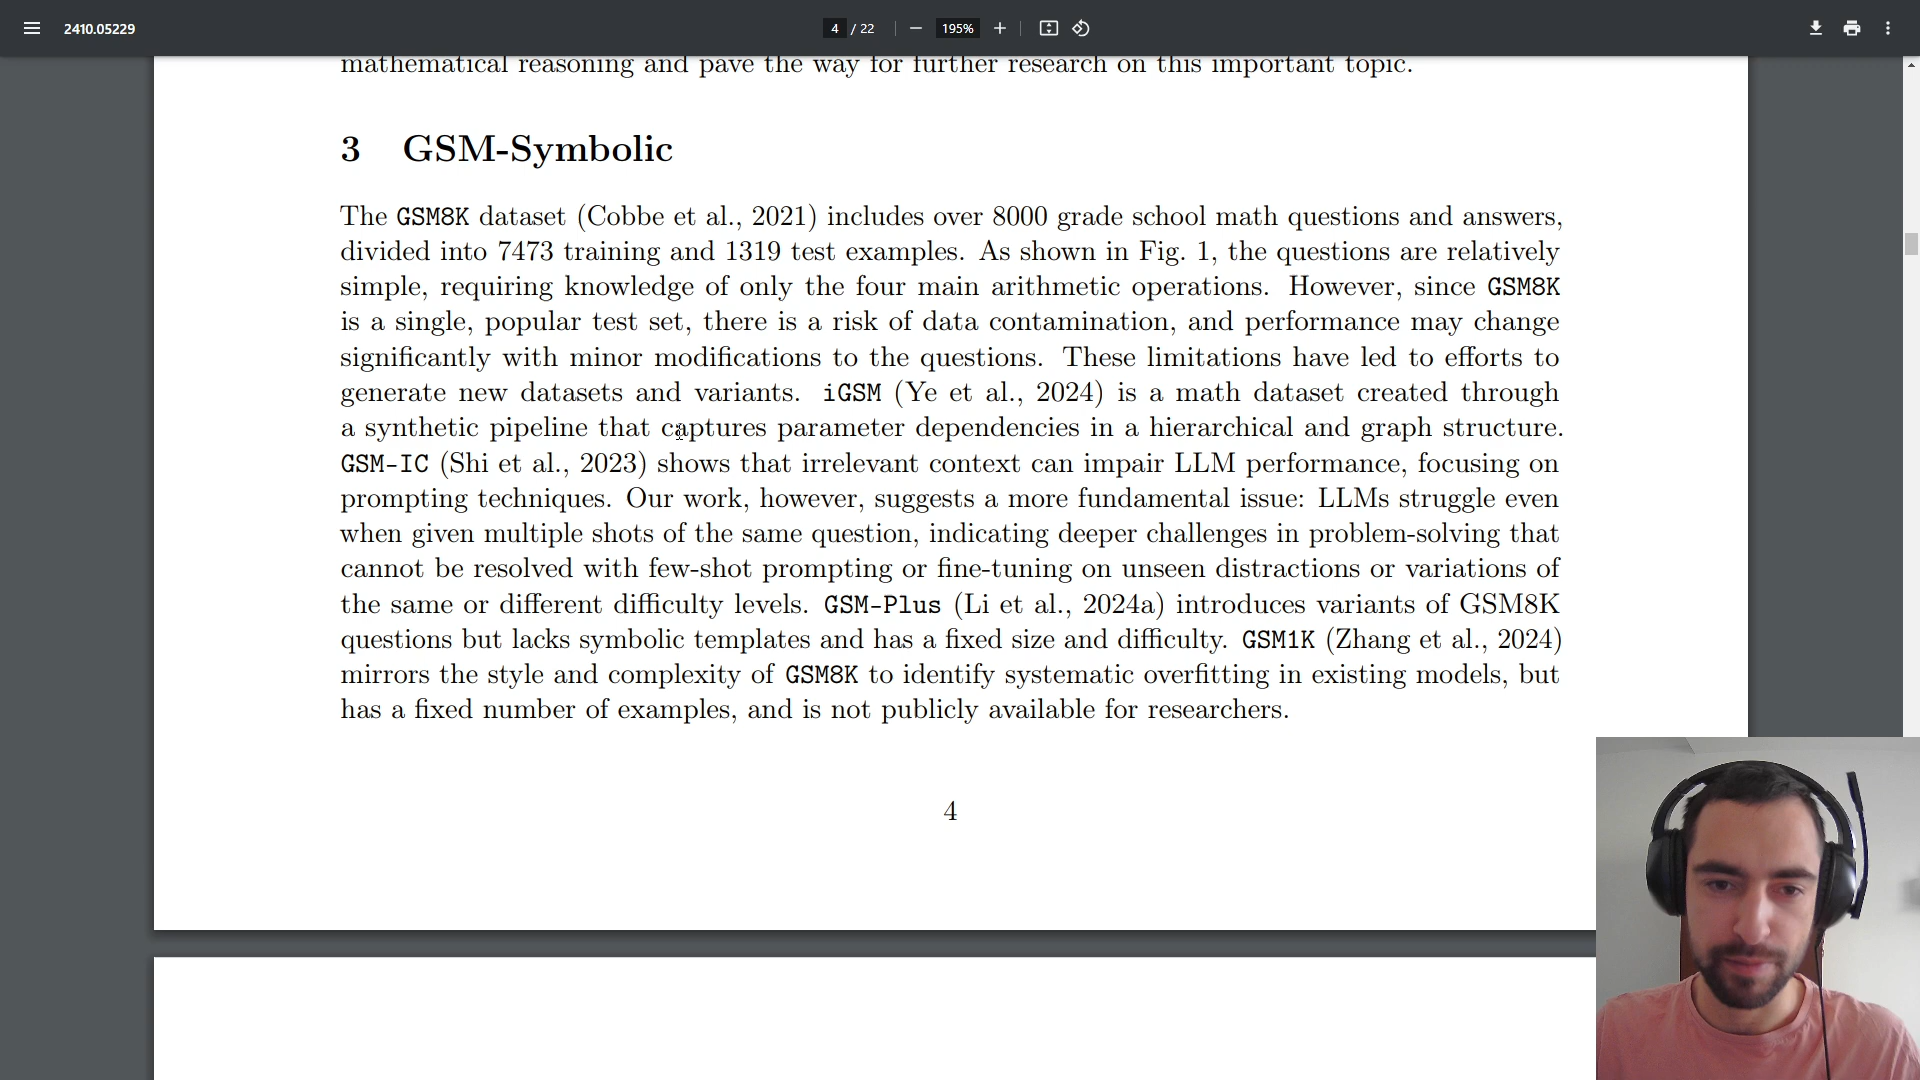 2410.05229
4 / 22
195%
mathematical reasoning and pave the way for further research on this important topic.
3 GSM-Symbolic
The GSM8K dataset (Cobbe et al., 2021) includes over 8000 grade school math questions and answers,
divided into 7473 training and 1319 test examples. As shown in Fig. 1, the questions are relatively
simple, requiring knowledge of only the four main arithmetic operations. However, since GSM8K
is a single, popular test set, there is a risk of data contamination, and performance may change
significantly with minor modifications to the questions. These limitations have led to efforts to
generate new datasets and variants. iGSM (Ye et al., 2024) is a math dataset created through
a synthetic pipeline that captures parameter dependencies in a hierarchical and graph structure.
GSM-IC (Shi et al., 2023) shows that irrelevant context can impair LLM performance, focusing on
prompting techniques. Our work, however, suggests a more fundamental issue: LLMs struggle even
when given multiple shots of the same question, indicating deeper challenges in problem-solving that
cannot be resolved with few-shot prompting or fine-tuning on unseen distractions or variations of
the same or different difficulty levels. GSM-Plus (Li et al., 2024a) introduces variants of GSM8K
questions but lacks symbolic templates and has a fixed size and difficulty. GSM1K (Zhang et al., 2024)
mirrors the style and complexity of GSM8K to identify systematic overfitting in existing models, but
has a fixed number of examples, and is not publicly available for researchers.
4